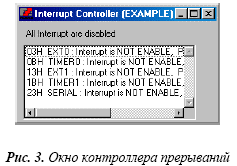 Interrupt Controller (EXAMPLE)
All Interrupt are disabled
03H EXT0 : Interrupt is NOT ENABLE, P
0BH TIMER0 : Interrupt is NOT ENABLE,
13H EXT1 : Interrupt is NOT ENABLE, P
1BH TIMER1 : Interrupt is NOT ENABLE,
23H SERIAL : Interrupt is NOT ENABLE,
Рис. 3. Окно контроллера прерываний